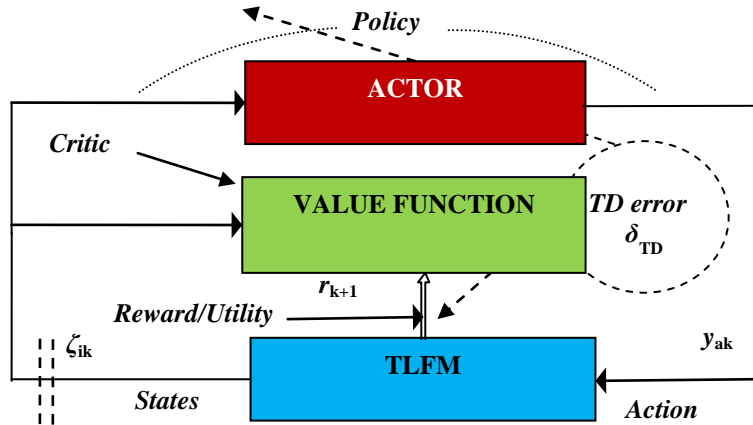 Policy
ACTOR
Critic
VALUE FUNCTION
TD error
δTD
rk+1
Reward/Utility
ζik
TLFM
yak
States
Action